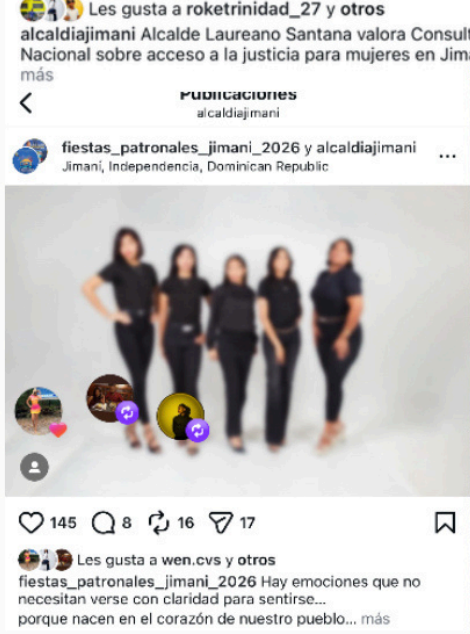 Les gusta a roketrinidad_27 y otros
alcaldiajimani Alcalde Laureano Santana valora Consult
Nacional sobre acceso a la justicia para mujeres en Jima
más
Publicaciones
alcaldiajimani
fiestas_patronales_jimani_2026 y alcaldiajimani
Jimaní, Independencia, Dominican Republic
145 8 16 17
Les gusta a wen.cvs y otros
fiestas_patronales_jimani_2026 Hay emociones que no
necesitan verse con claridad para sentirse...
porque nacen en el corazón de nuestro pueblo... más